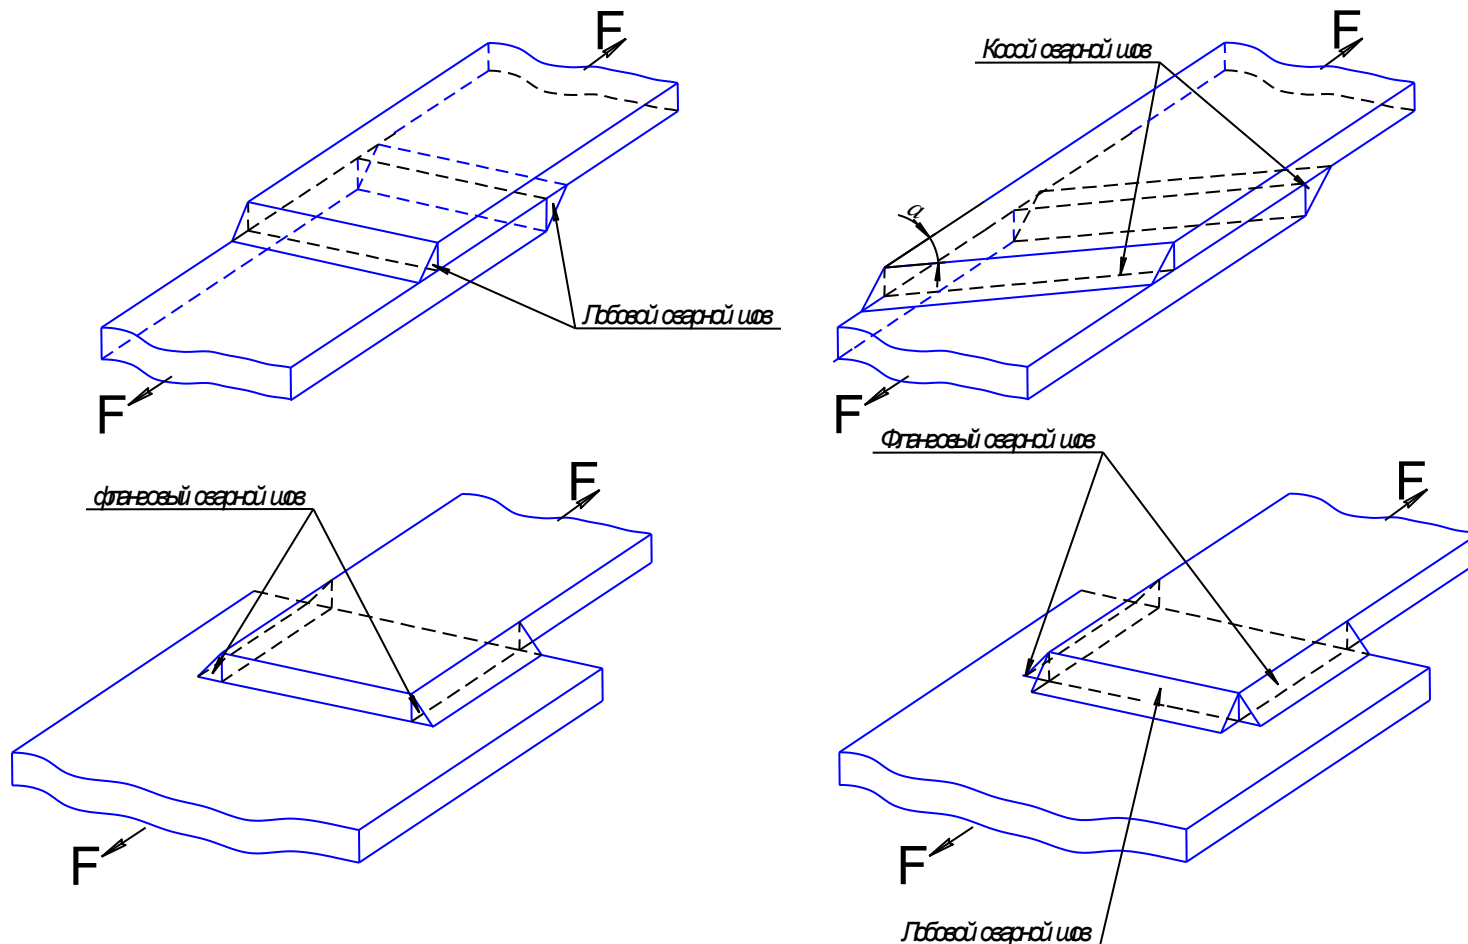 F
F
Косой сварной шов
α
Лобовой сварной шов
F
F
Фланговый сварной шов
F
F
фланговый сварной шов
F
F
Лобовой сварной шов